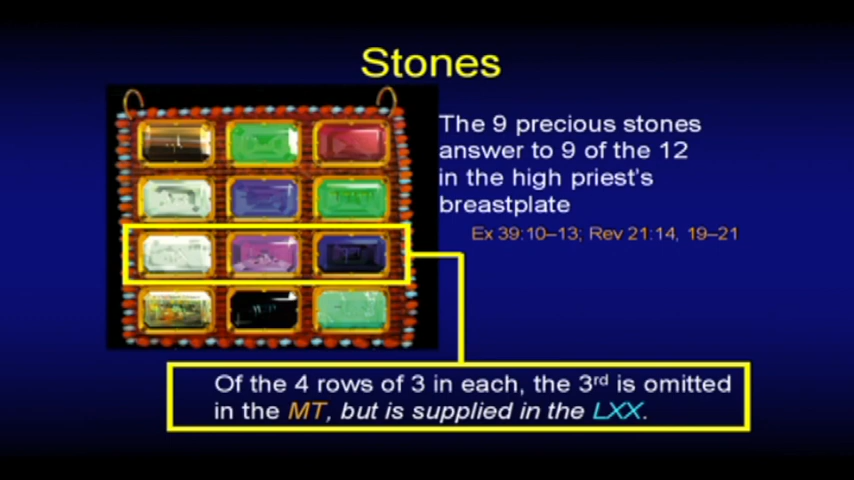 Stones
The 9 precious stones
answer to 9 of the 12
in the high priest's
breastplate
Ex 39:10–13; Rev 21:14, 19–21
Of the 4 rows of 3 in each, the 3rd is omitted
in the MT, but is supplied in the LXX.